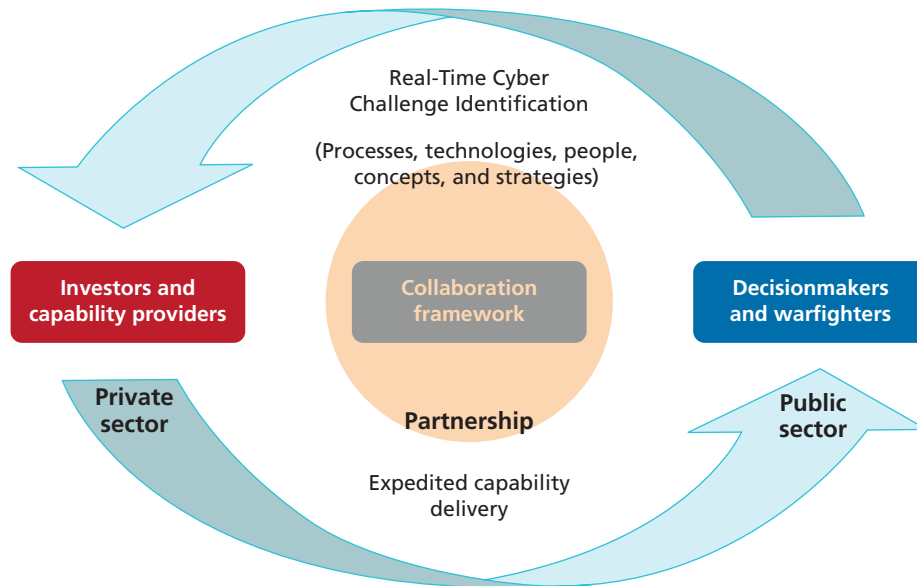 Real-Time Cyber
Challenge Identification
(Processes, technologies, people,
concepts, and strategies)
Investors and
capability providers
Collaboration
framework
Decisionmakers
and warfighters
Private
sector
Partnership
Public
sector
Expedited capability
delivery